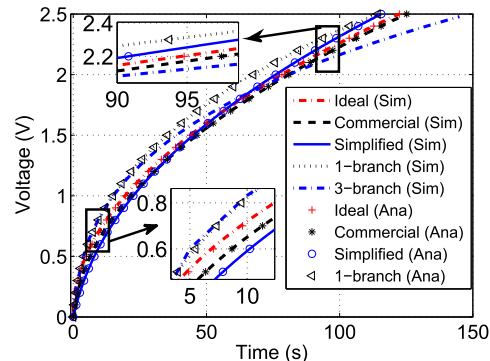 2.5
2
1.5
1
0.5
0
Voltage (V)
2.4
2.2
2.2
90
95
0.8
0.6
5
10
Ideal (Sim)
Commercial (Sim)
Simplified (Sim)
1-branch (Sim)
3-branch (Sim)
Ideal (Ana)
Commercial (Ana)
Simplified (Ana)
1-branch (Ana)
0
50
100
150
Time (s)